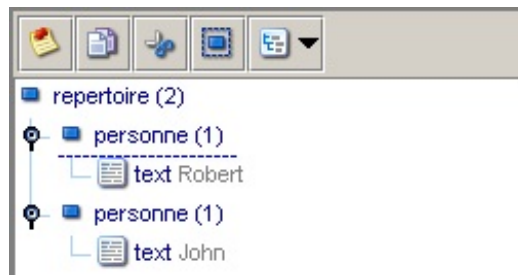 repertoire (2)
personne (1)
text Robert
personne (1)
text John